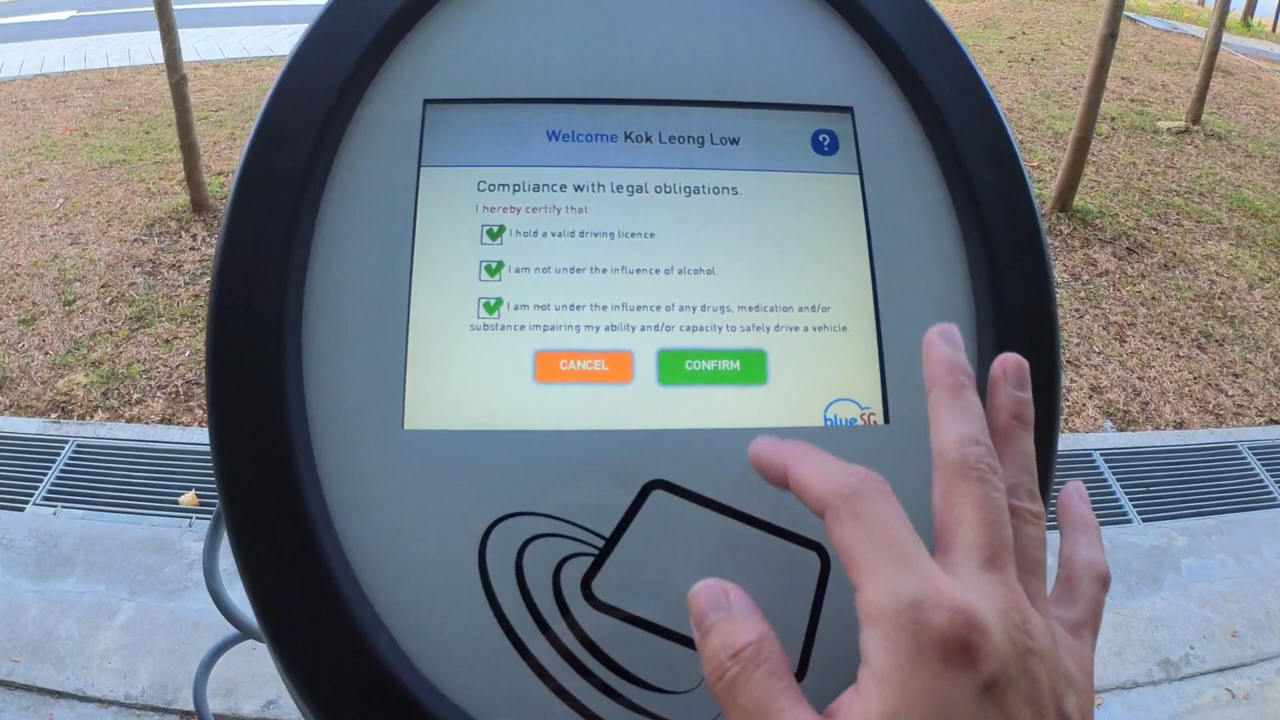 Welcome Kok Leong Low
?
Compliance with legal obligations.
I hereby certify that
I hold a valid driving licence.
I am not under the influence of alcohol.
I am not under the influence of any drugs, medication and/or
substance impairing my ability and/or capacity to safely drive a vehicle.
CANCEL CONFIRM
blueSG